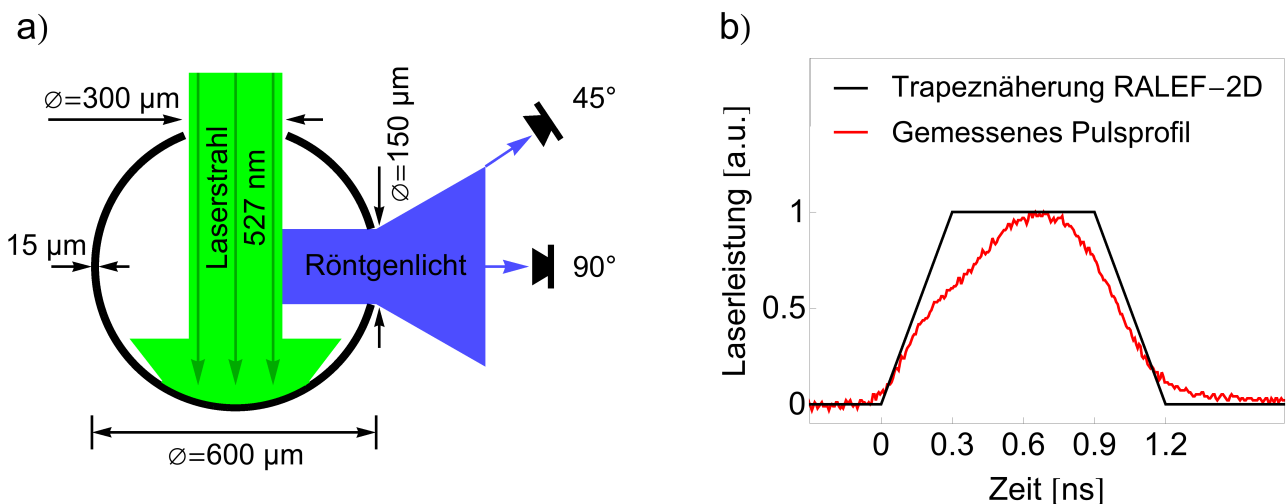 a)
⌀=300 µm
15 µm
Laserstrahl
527 nm
⌀=150 µm
Röntgenlicht
45°
90°
⌀=600 µm
b)
Trapeznäherung RALEF−2D
Gemessenes Pulsprofil
Laserleistung [a.u.]
1
0.5
0
0 0.3 0.6 0.9 1.2
Zeit [ns]